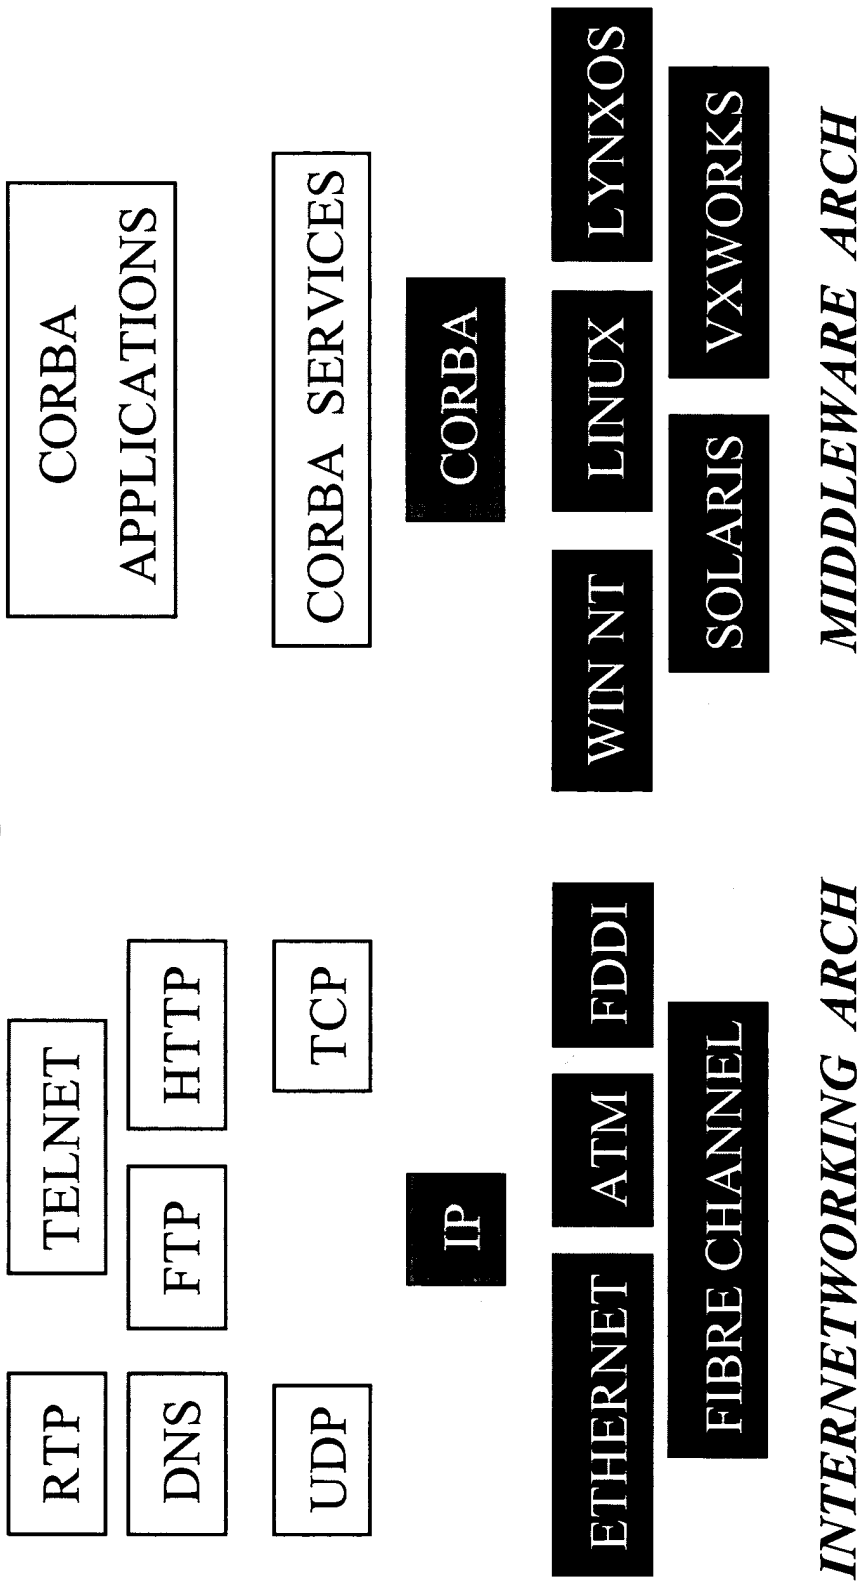 RTP
TELNET
DNS
FTP
HTTP
UDP
TCP
IP
ETHERNET
ATM
FDDI
FIBRE CHANNEL
INTERNETWORKING ARCH
CORBA
APPLICATIONS
CORBA SERVICES
CORBA
WIN NT
LINUX
LYNXOS
SOLARIS
VXWORKS
MIDDLEWARE ARCH